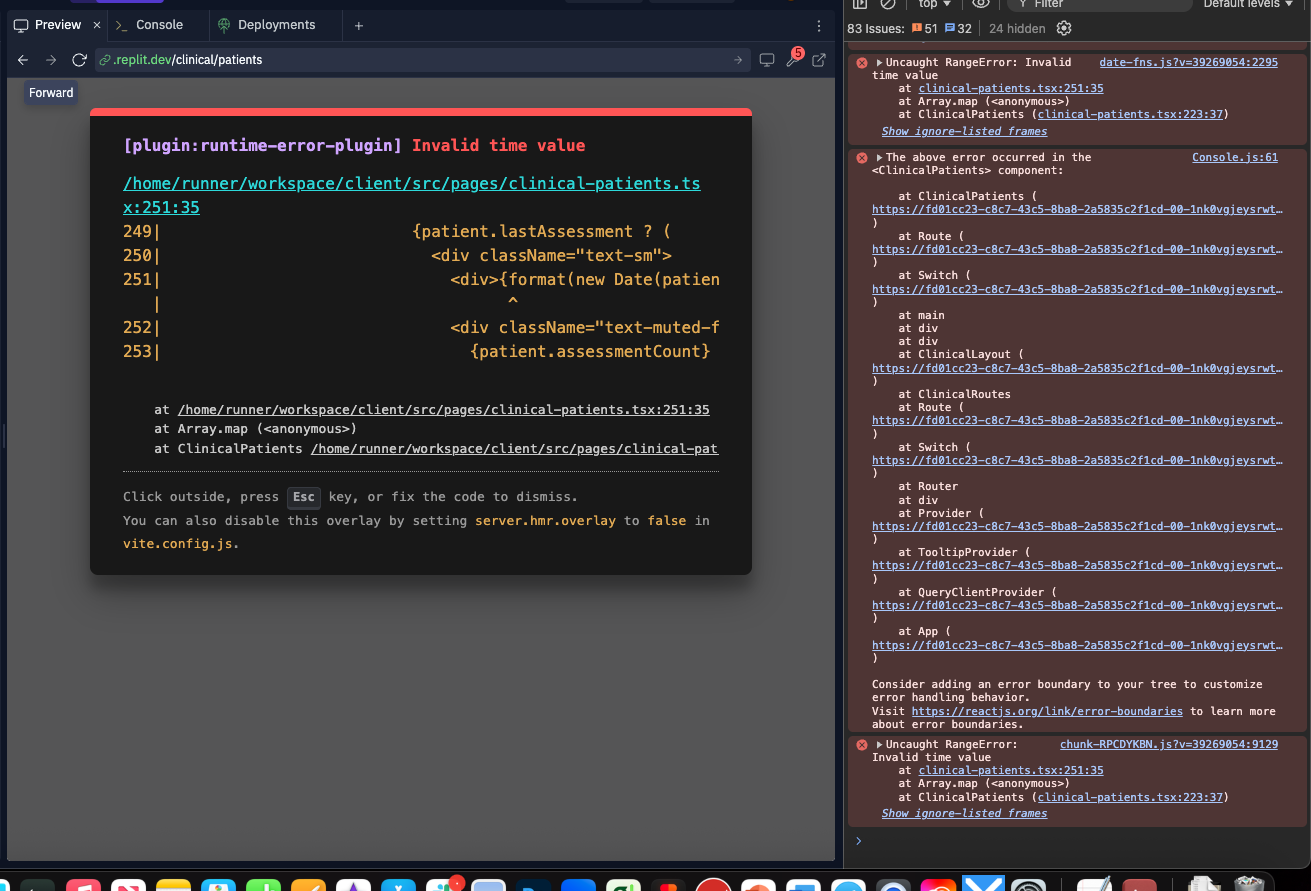 Preview
Console
Deployments
top
Filter
Default levels
83 Issues: 51 32 24 hidden
.replit.dev/clinical/patients
5
Forward
[plugin:runtime-error-plugin] Invalid time value
/home/runner/workspace/client/src/pages/clinical-patients.ts
x:251:35
249| {patient.lastAssessment ? (
250| <div className="text-sm">
251| <div>{format(new Date(patien
| ^
252| <div className="text-muted-f
253| {patient.assessmentCount}
at /home/runner/workspace/client/src/pages/clinical-patients.tsx:251:35
at Array.map (<anonymous>)
at ClinicalPatients /home/runner/workspace/client/src/pages/clinical-pat
Click outside, press Esc key, or fix the code to dismiss.
You can also disable this overlay by setting server.hmr.overlay to false in
vite.config.js.
Uncaught RangeError: Invalid date-fns.js?v=39269054:2295
time value
at clinical-patients.tsx:251:35
at Array.map (<anonymous>)
at ClinicalPatients (clinical-patients.tsx:223:37)
Show ignore-listed frames
The above error occurred in the Console.js:61
<ClinicalPatients> component:
at ClinicalPatients (
https://fd01cc23-c8c7-43c5-8ba8-2a5835c2f1cd-00-1nk0vgjeysrwt…
)
at Route (
https://fd01cc23-c8c7-43c5-8ba8-2a5835c2f1cd-00-1nk0vgjeysrwt…
)
at Switch (
https://fd01cc23-c8c7-43c5-8ba8-2a5835c2f1cd-00-1nk0vgjeysrwt…
)
at main
at div
at div
at ClinicalLayout (
https://fd01cc23-c8c7-43c5-8ba8-2a5835c2f1cd-00-1nk0vgjeysrwt…
)
at ClinicalRoutes
at Route (
https://fd01cc23-c8c7-43c5-8ba8-2a5835c2f1cd-00-1nk0vgjeysrwt…
)
at Switch (
https://fd01cc23-c8c7-43c5-8ba8-2a5835c2f1cd-00-1nk0vgjeysrwt…
)
at Router
at div
at Provider (
https://fd01cc23-c8c7-43c5-8ba8-2a5835c2f1cd-00-1nk0vgjeysrwt…
)
at TooltipProvider (
https://fd01cc23-c8c7-43c5-8ba8-2a5835c2f1cd-00-1nk0vgjeysrwt…
)
at QueryClientProvider (
https://fd01cc23-c8c7-43c5-8ba8-2a5835c2f1cd-00-1nk0vgjeysrwt…
)
at App (
https://fd01cc23-c8c7-43c5-8ba8-2a5835c2f1cd-00-1nk0vgjeysrwt…
)
Consider adding an error boundary to your tree to customize
error handling behavior.
Visit https://reactjs.org/link/error-boundaries to learn more
about error boundaries.
Uncaught RangeError: chunk-RPCDYKBN.js?v=39269054:9129
Invalid time value
at clinical-patients.tsx:251:35
at Array.map (<anonymous>)
at ClinicalPatients (clinical-patients.tsx:223:37)
Show ignore-listed frames